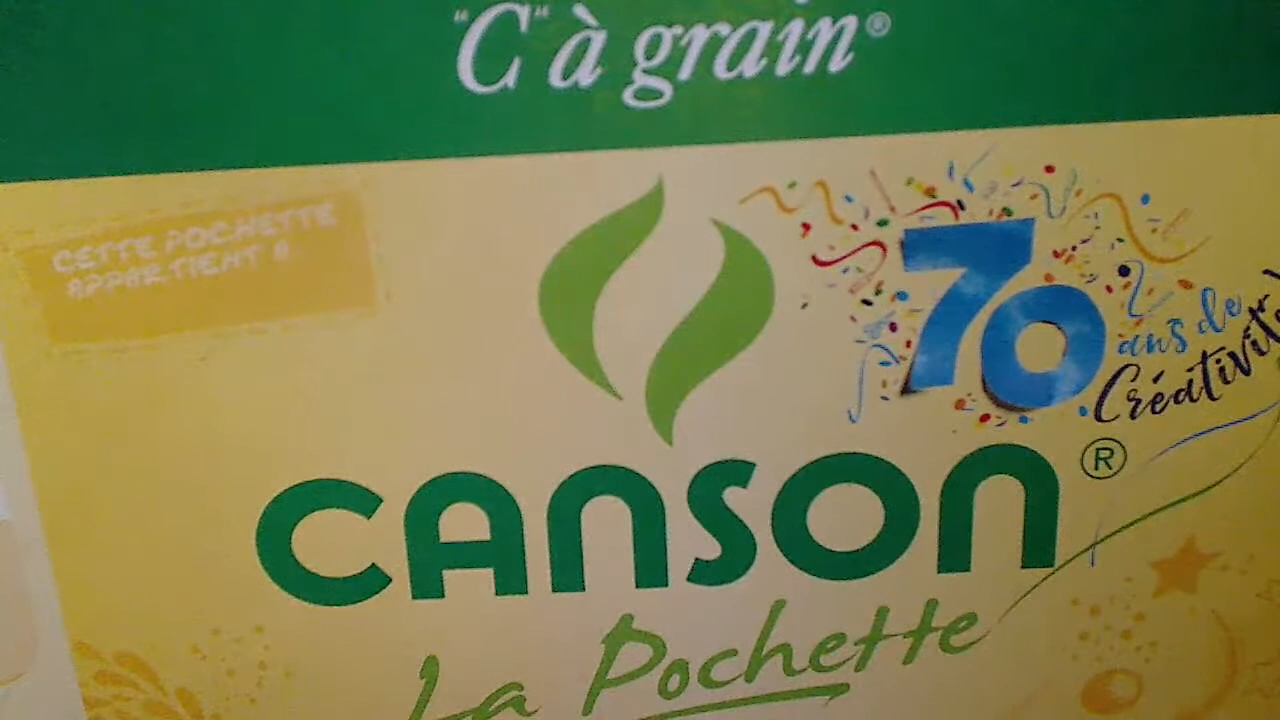 "C" à grain®
CETTE POCHETTE
APPARTIENT À
70
ans de
Créativité
CANSON®
La Pochette